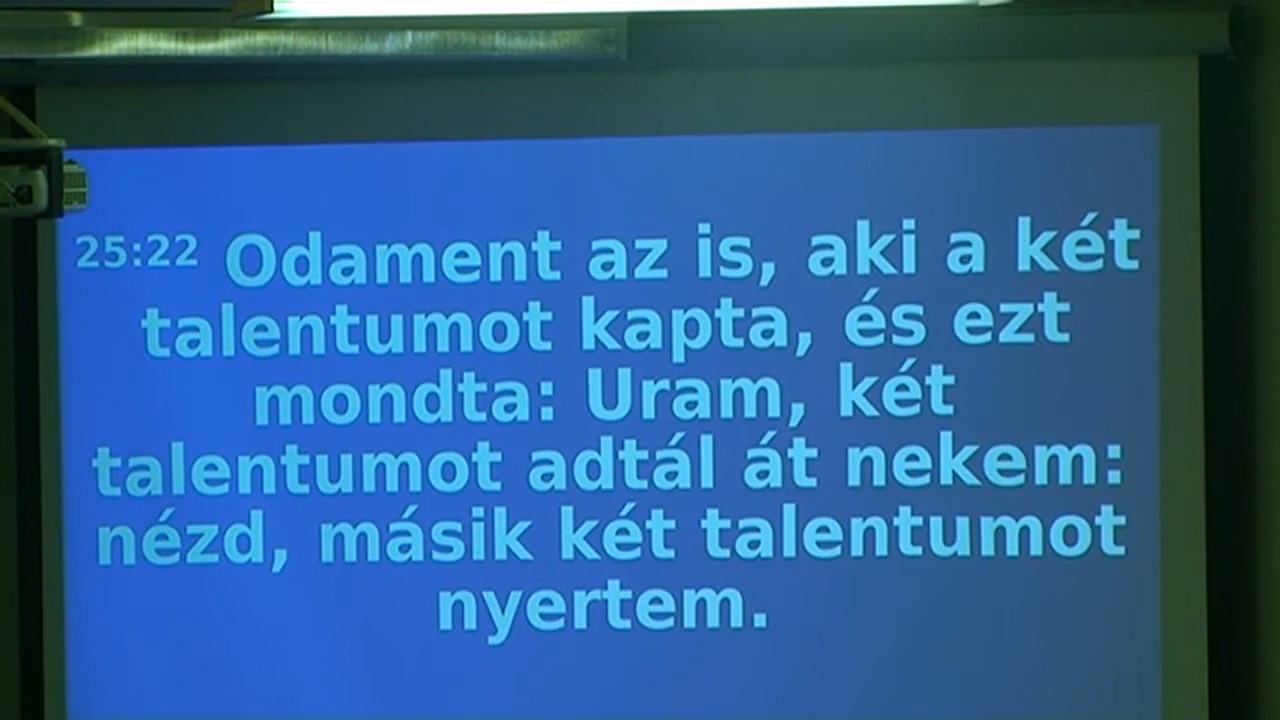 25:22 Odament az is, aki a két
talentumot kapta, és ezt
mondta: Uram, két
talentumot adtál át nekem:
nézd, másik két talentumot
nyertem.